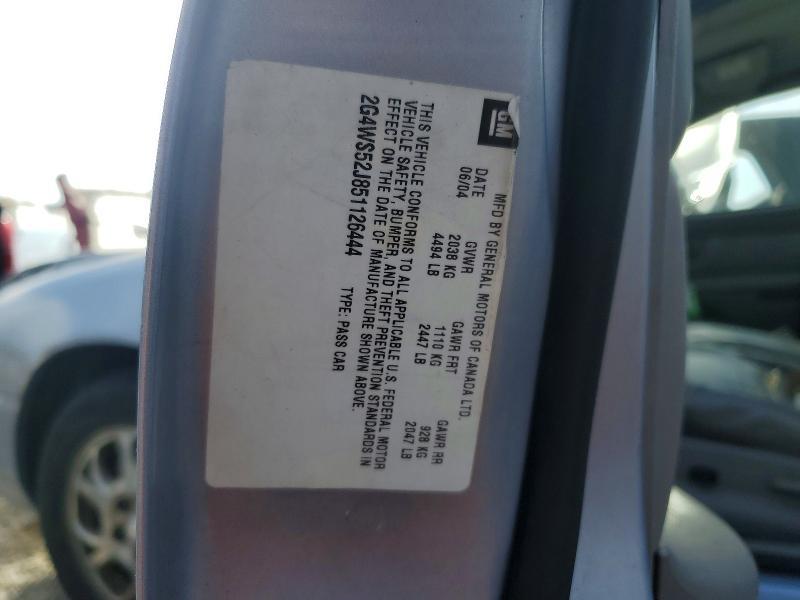 GM
MFD BY GENERAL MOTORS OF CANADA LTD.
DATE GVWR GAWR FRT GAWR RR
06/04 2038 KG 1110 KG 928 KG
4494 LB 2447 LB 2047 LB
THIS VEHICLE CONFORMS TO ALL APPLICABLE U.S. FEDERAL MOTOR
VEHICLE SAFETY, BUMPER, AND THEFT PREVENTION STANDARDS IN
EFFECT ON THE DATE OF MANUFACTURE SHOWN ABOVE.
2G4WS52J851126444 TYPE: PASS CAR